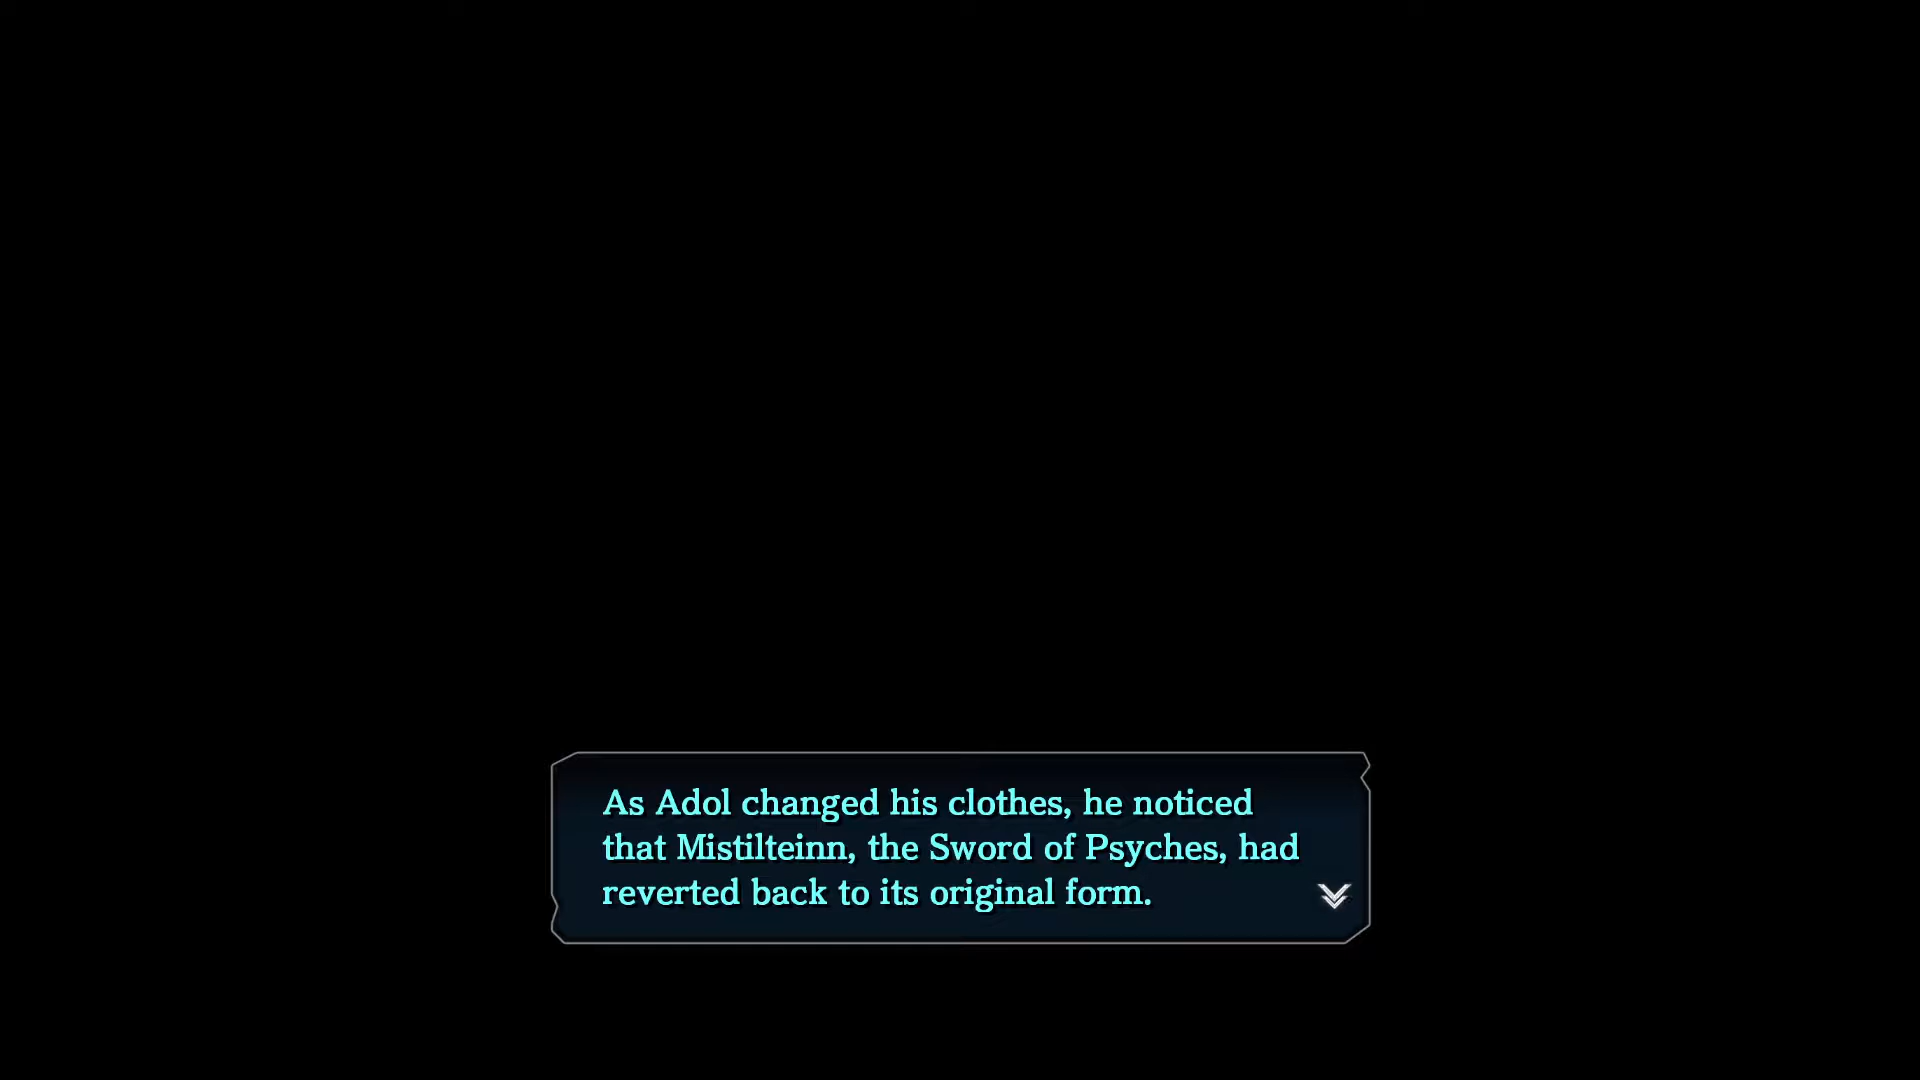 As Adol changed his clothes, he noticed
that Mistilteinn, the Sword of Psyches, had
reverted back to its original form.